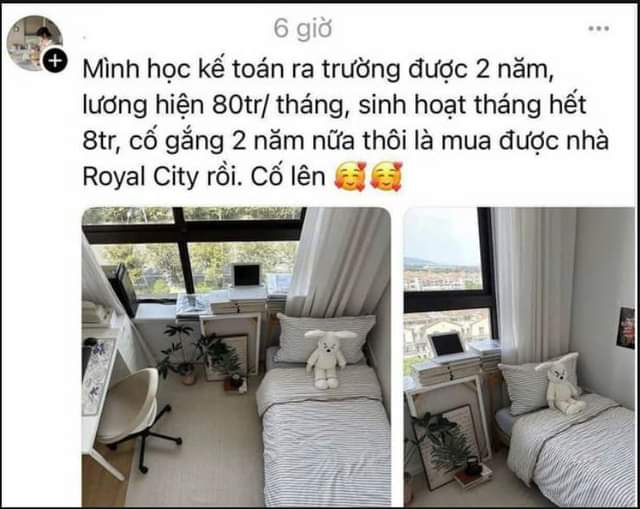 6 giờ
Mình học kế toán ra trường được 2 năm,
lương hiện 80tr/ tháng, sinh hoạt tháng hết
8tr, cố gắng 2 năm nữa thôi là mua được nhà
Royal City rồi. Cố lên 🥰🥰